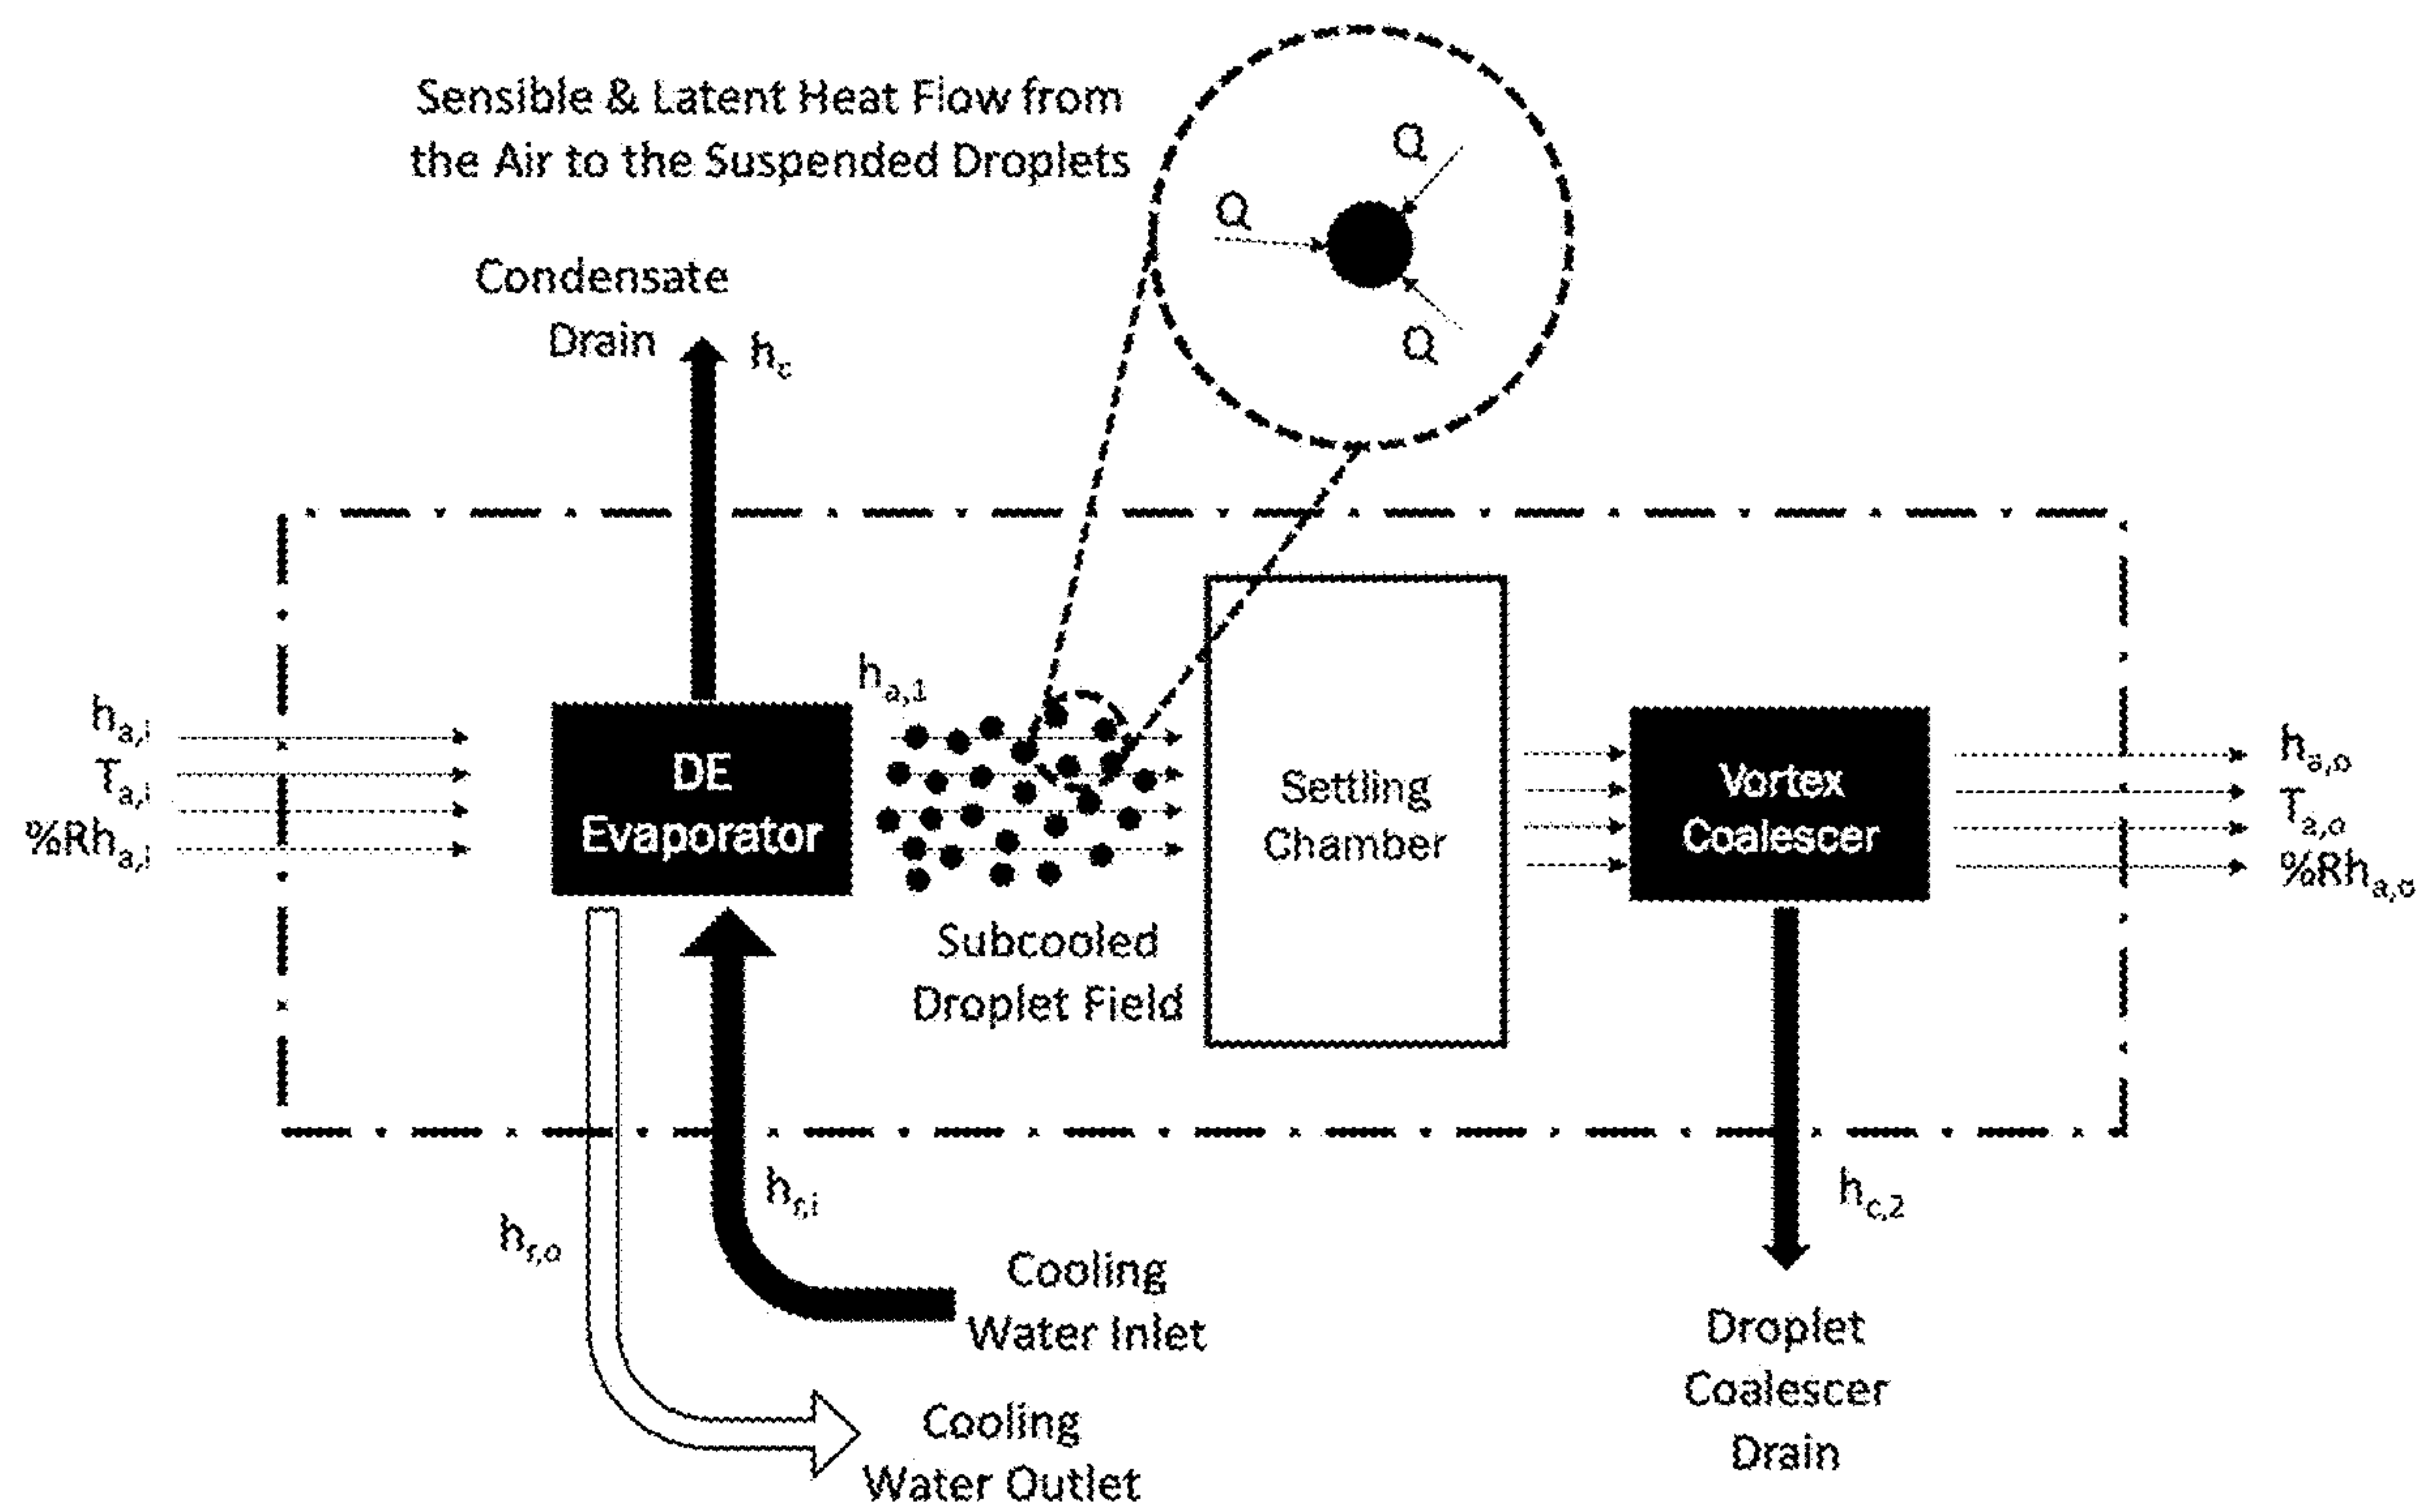 Sensible & Latent Heat Flow from
the Air to the Suspended Droplets
Q
Q
Q
Condensate
Drain
h_c
h_a,1
h_a,i
T_a,i
%Rh_a,i
DE
Evaporator
Settling
Chamber
Vortex
Coalescer
h_a,o
T_a,o
%Rh_a,o
Subcooled
Droplet Field
h_r,i
h_r,o
h_c,2
Cooling
Water Inlet
Cooling
Water Outlet
Droplet
Coalescer
Drain